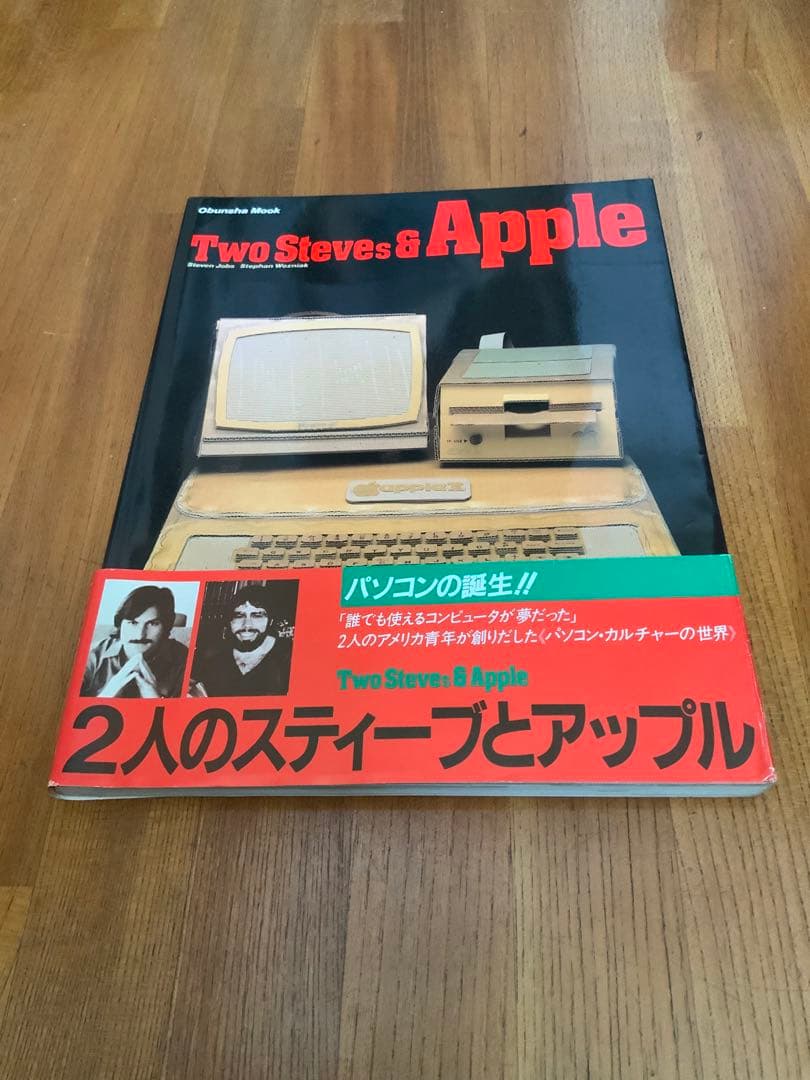 Obunsha Mook
Two Steves & Apple
Steven Jobs Stephan Wozniak
apple II
IN USE ▶
パソコンの誕生!!
「誰でも使えるコンピュータが夢だった」
2人のアメリカ青年が創りだした《パソコン・カルチャーの世界》
Two Steves & Apple
2人のスティーブとアップル